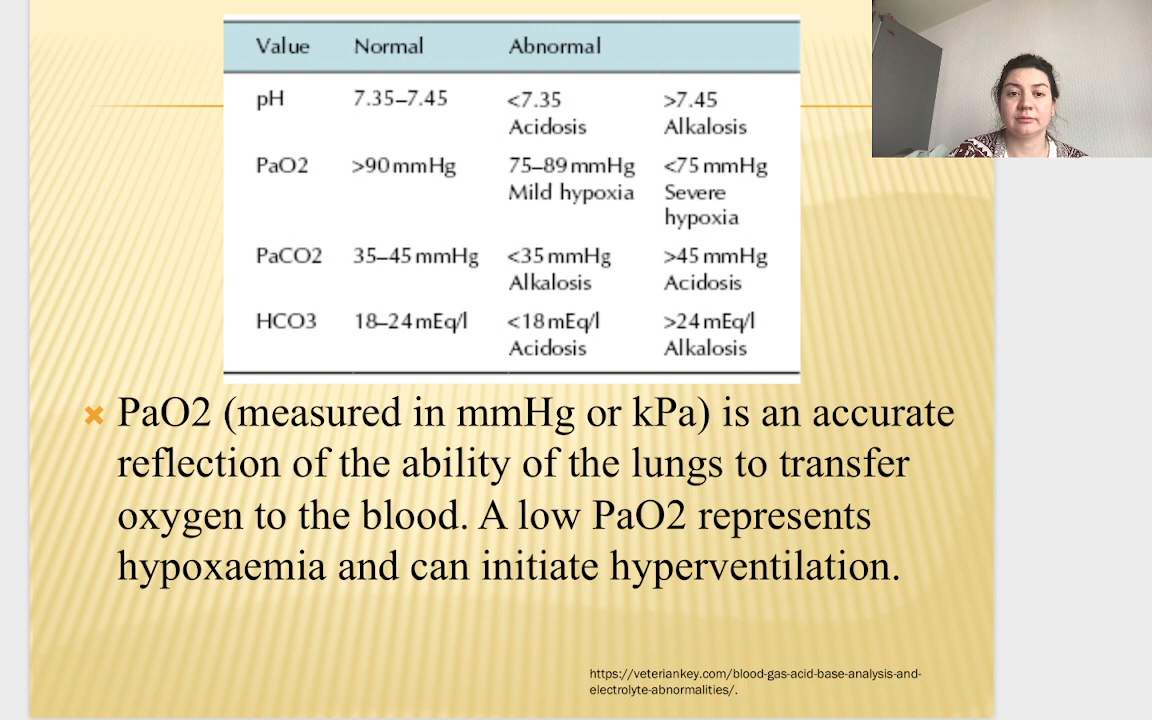 Value Normal Abnormal
pH 7.35–7.45 <7.35 >7.45
Acidosis Alkalosis
PaO2 >90 mmHg 75–89 mmHg <75 mmHg
Mild hypoxia Severe
hypoxia
PaCO2 35–45 mmHg <35 mmHg >45 mmHg
Alkalosis Acidosis
HCO3 18–24 mEq/l <18 mEq/l >24 mEq/l
Acidosis Alkalosis
PaO2 (measured in mmHg or kPa) is an accurate
reflection of the ability of the lungs to transfer
oxygen to the blood. A low PaO2 represents
hypoxaemia and can initiate hyperventilation.
https://veteriankey.com/blood-gas-acid-base-analysis-and-
electrolyte-abnormalities/.